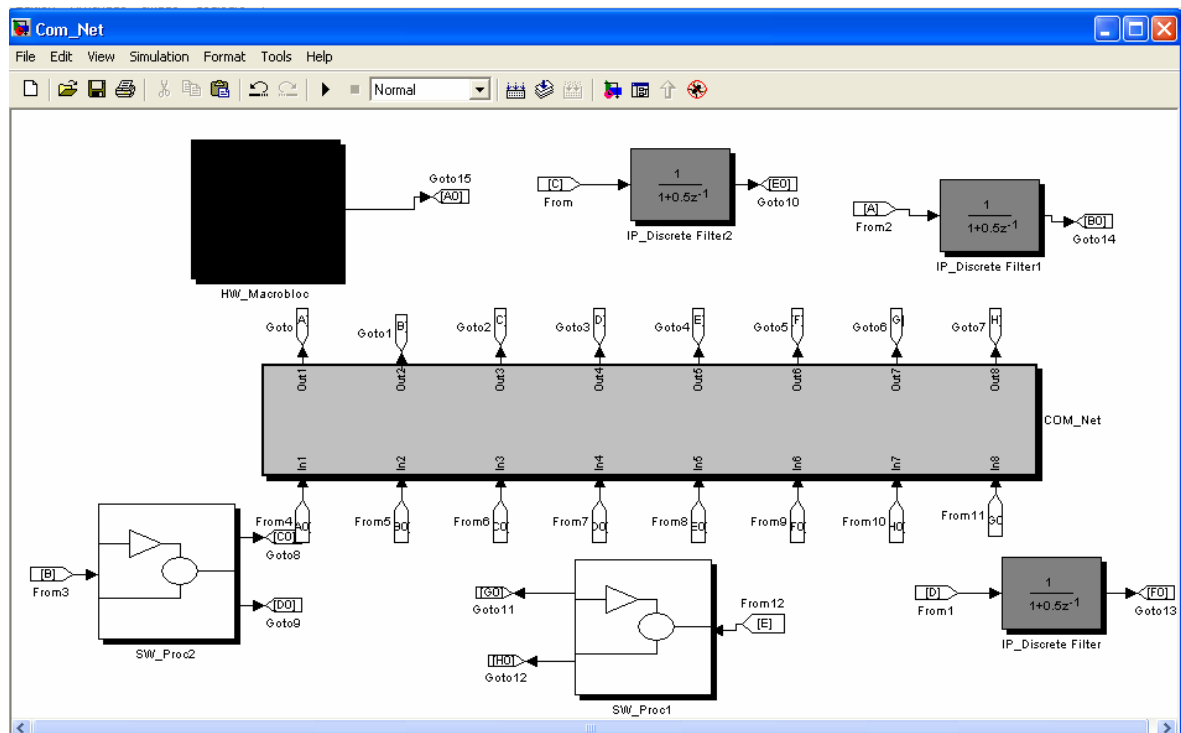 Com_Net
File Edit View Simulation Format Tools Help
Normal
Goto15
[A0]
HW_Macrobloc
[C]
From
1
1+0.5z-1
IP_Discrete Filter2
[E0]
Goto10
[A]
From2
1
1+0.5z-1
IP_Discrete Filter1
[B0]
Goto14
Goto
A
Goto1
B
Goto2
C
Goto3
D
Goto4
E
Goto5
F
Goto6
G
Goto7
H
Out1 Out2 Out3 Out4 Out5 Out6 Out7 Out8
COM_Net
In1 In2 In3 In4 In5 In6 In7 In8
From4
A0
From5
B0
From6
C0
From7
D0
From8
E0
From9
F0
From10
H0
From11
G0
[B]
From3
SW_Proc2
[C0]
Goto8
[D0]
Goto9
[G0]
Goto11
[H0]
Goto12
SW_Proc1
From12
[E]
[D]
From1
1
1+0.5z-1
IP_Discrete Filter
[F0]
Goto13